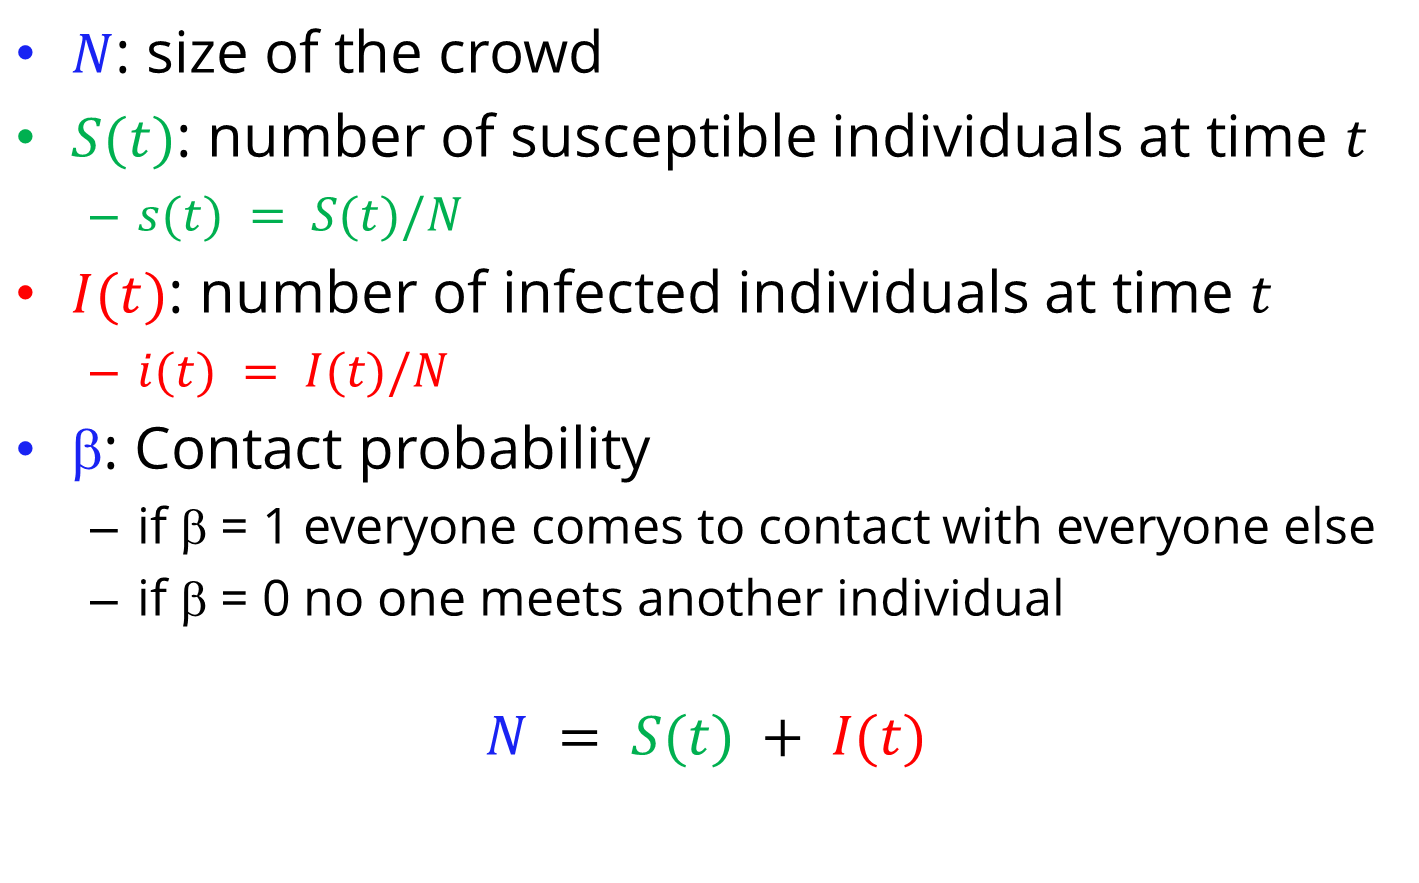 • N: size of the crowd
• S(t): number of susceptible individuals at time t
– s(t) = S(t)/N
• I(t): number of infected individuals at time t
– i(t) = I(t)/N
• β: Contact probability
– if β = 1 everyone comes to contact with everyone else
– if β = 0 no one meets another individual
N = S(t) + I(t)